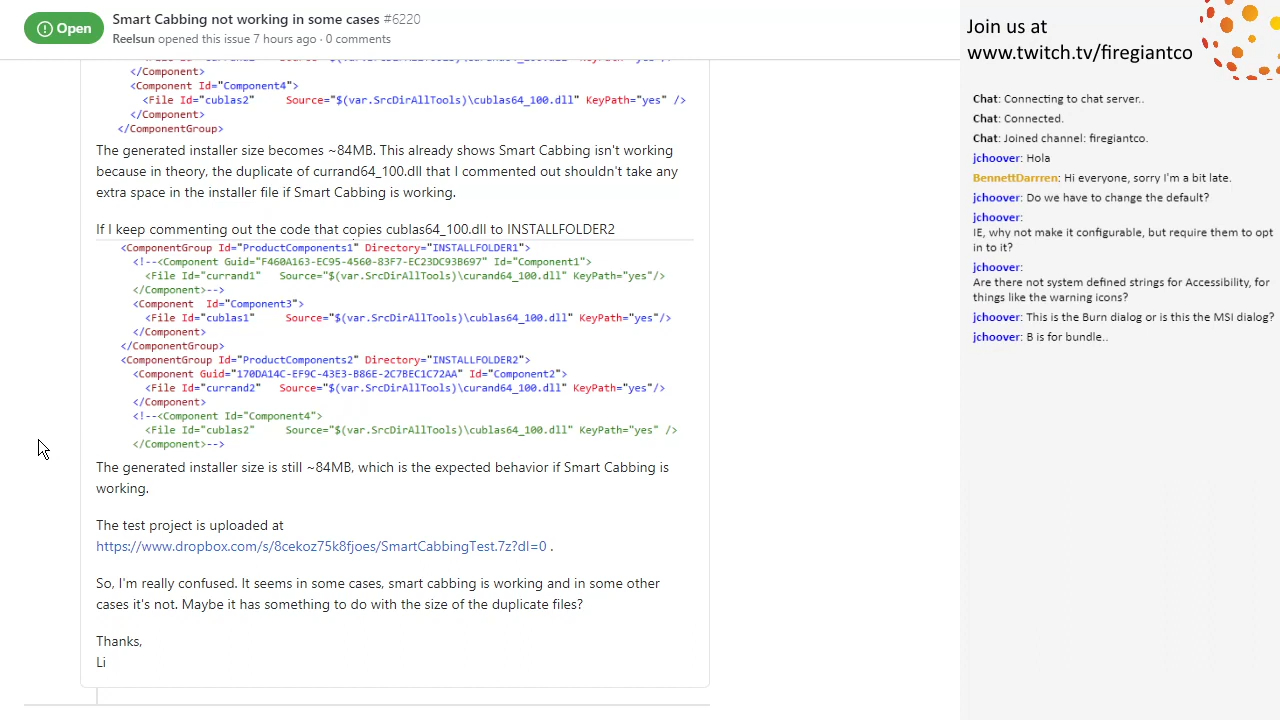 Open
Smart Cabbing not working in some cases #6220
Reelsun opened this issue 7 hours ago · 0 comments
</Component>
<Component Id="Component4">
<File Id="cublas2" Source="$(var.SrcDirAllTools)\cublas64_100.dll" KeyPath="yes" />
</Component>
</ComponentGroup>
The generated installer size becomes ~84MB. This already shows Smart Cabbing isn't working
because in theory, the duplicate of currand64_100.dll that I commented out shouldn't take any
extra space in the installer file if Smart Cabbing is working.
If I keep commenting out the code that copies cublas64_100.dll to INSTALLFOLDER2
<ComponentGroup Id="ProductComponents1" Directory="INSTALLFOLDER1">
<!--<Component Guid="F460A163-EC95-4560-83F7-EC23DC93B697" Id="Component1">
<File Id="currand1" Source="$(var.SrcDirAllTools)\curand64_100.dll" KeyPath="yes"/>
</Component>-->
<Component Id="Component3">
<File Id="cublas1" Source="$(var.SrcDirAllTools)\cublas64_100.dll" KeyPath="yes"/>
</Component>
</ComponentGroup>
<ComponentGroup Id="ProductComponents2" Directory="INSTALLFOLDER2">
<Component Guid="170DA14C-EF9C-43E3-B86E-2C7BEC1C72AA" Id="Component2">
<File Id="currand2" Source="$(var.SrcDirAllTools)\curand64_100.dll" KeyPath="yes"/>
</Component>
<!--<Component Id="Component4">
<File Id="cublas2" Source="$(var.SrcDirAllTools)\cublas64_100.dll" KeyPath="yes" />
</Component>-->
The generated installer size is still ~84MB, which is the expected behavior if Smart Cabbing is
working.
The test project is uploaded at
https://www.dropbox.com/s/8cekoz75k8fjoes/SmartCabbingTest.7z?dl=0 .
So, I'm really confused. It seems in some cases, smart cabbing is working and in some other
cases it's not. Maybe it has something to do with the size of the duplicate files?
Thanks,
Li
Join us at
www.twitch.tv/firegiantco
Chat: Connecting to chat server..
Chat: Connected.
Chat: Joined channel: firegiantco.
jchoover: Hola
BennettDarrren: Hi everyone, sorry I'm a bit late.
jchoover: Do we have to change the default?
jchoover:
IE, why not make it configurable, but require them to opt
in to it?
jchoover:
Are there not system defined strings for Accessibility, for
things like the warning icons?
jchoover: This is the Burn dialog or is this the MSI dialog?
jchoover: B is for bundle..